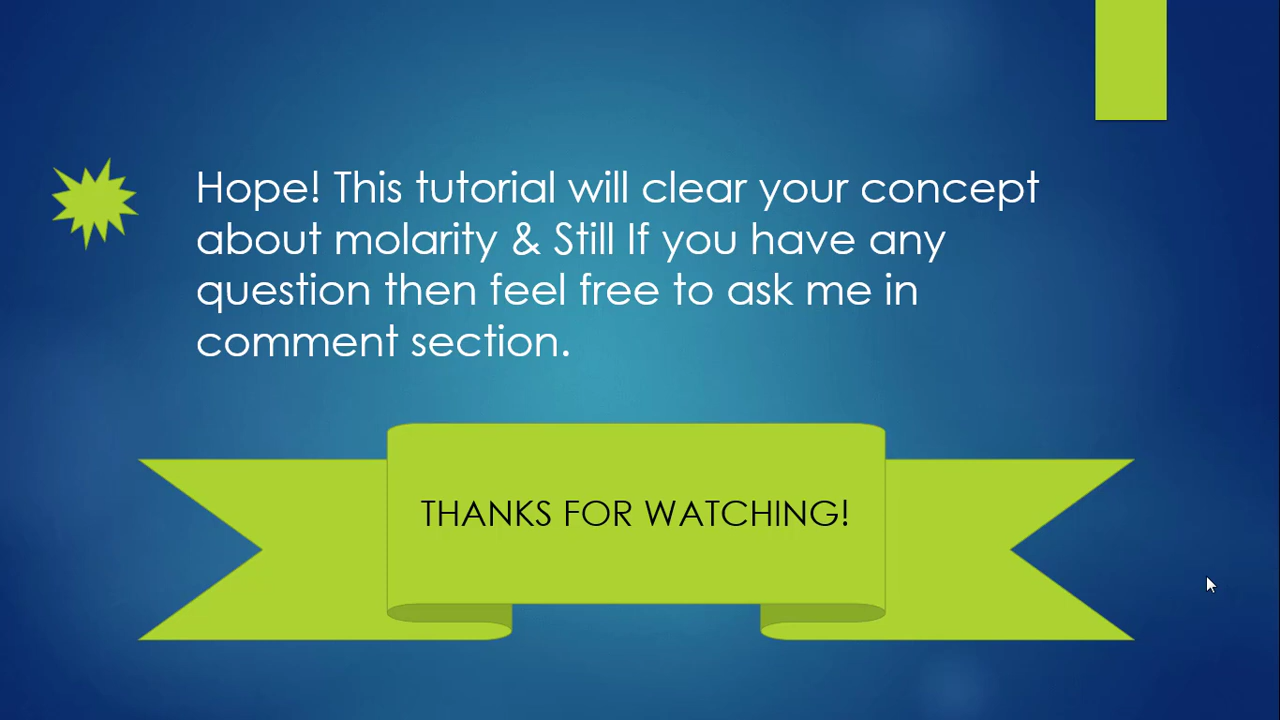 Hope! This tutorial will clear your concept
about molarity & Still If you have any
question then feel free to ask me in
comment section.
THANKS FOR WATCHING!